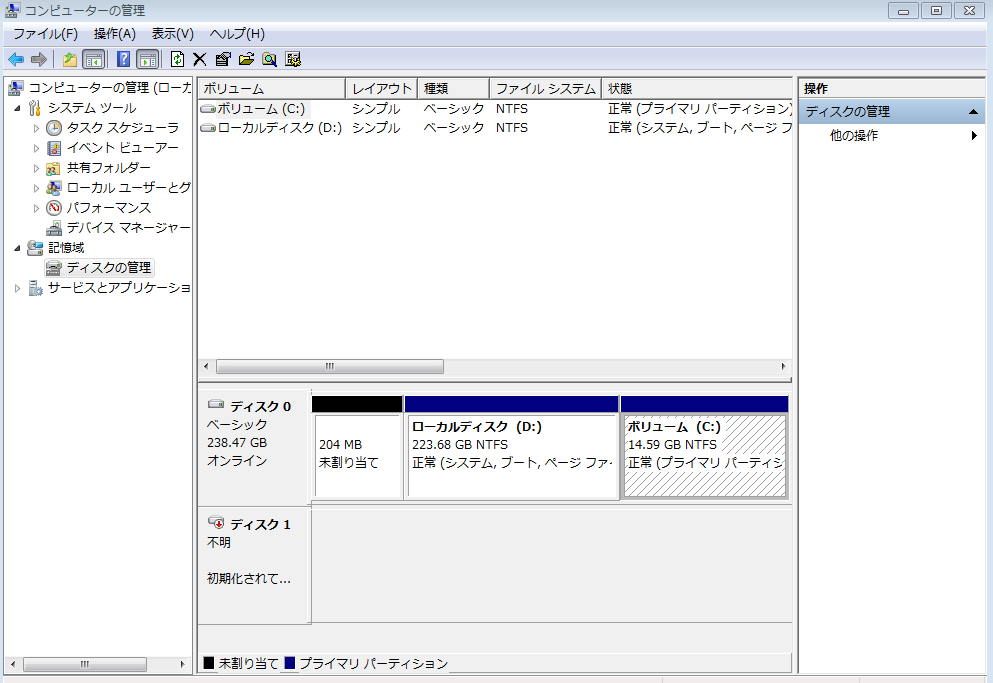 コンピューターの管理
ファイル(F) 操作(A) 表示(V) ヘルプ(H)
コンピューターの管理 (ローカ
システム ツール
タスク スケジューラ
イベント ビューアー
共有フォルダー
ローカル ユーザーとグ
パフォーマンス
デバイス マネージャー
記憶域
ディスクの管理
サービスとアプリケーショ
ボリューム レイアウト 種類 ファイル システム 状態
ボリューム (C:) シンプル ベーシック NTFS 正常 (プライマリ パーティション)
ローカルディスク (D:) シンプル ベーシック NTFS 正常 (システム, ブート, ページ フ
ディスク 0
ベーシック
238.47 GB
オンライン
204 MB
未割り当て
ローカルディスク (D:)
223.68 GB NTFS
正常 (システム, ブート, ページ ファ
ボリューム (C:)
14.59 GB NTFS
正常 (プライマリ パーティシ
ディスク 1
不明
初期化されて...
未割り当て プライマリ パーティション
操作
ディスクの管理
他の操作